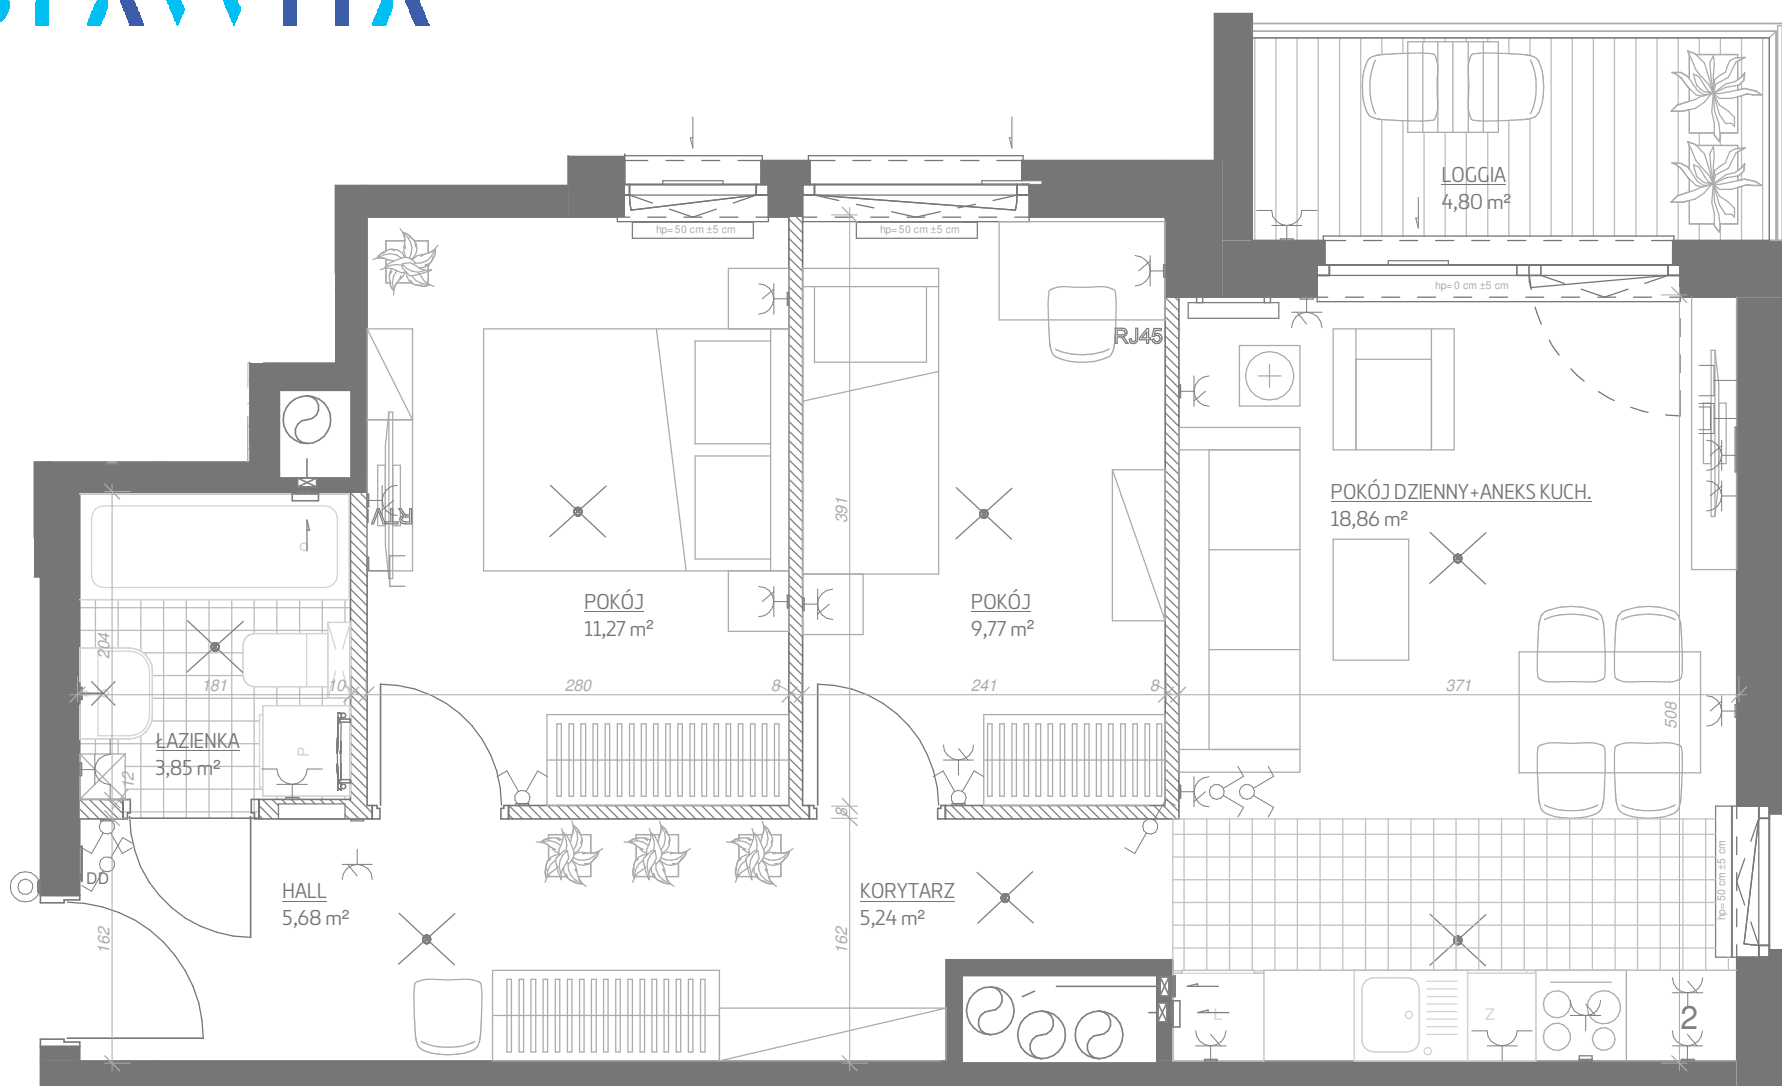 LOGGIA
4,80 m²
hp= 50 cm ±5 cm
hp= 50 cm ±5 cm
hp= 0 cm ±5 cm
RJ45
POKÓJ DZIENNY+ANEKS KUCH.
18,86 m²
391
RTV
POKÓJ
11,27 m²
POKÓJ
9,77 m²
204
181
10
280
8
241
8
371
508
ŁAZIENKA
3,85 m²
P
12
8
DD
HALL
5,68 m²
KORYTARZ
5,24 m²
162
162
hp= 50 cm ±5 cm
L
Z
2